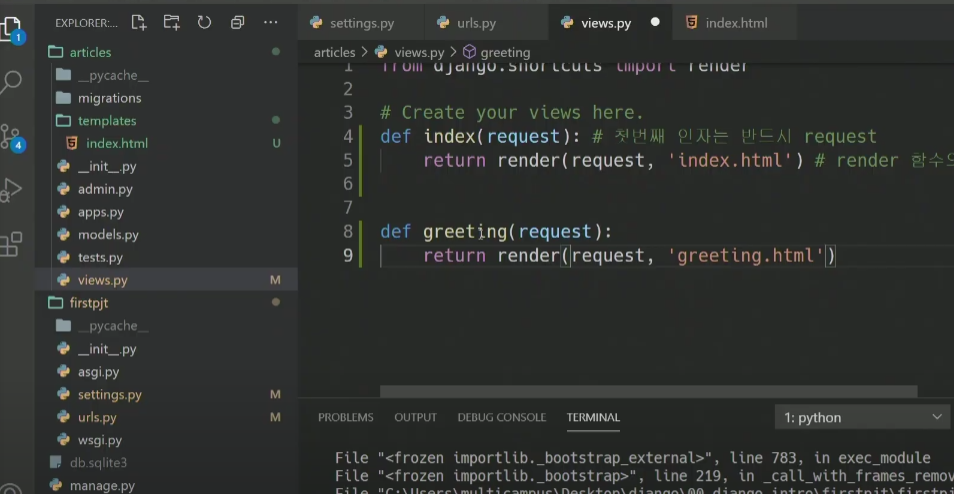 EXPLORER:...
settings.py
urls.py
views.py
index.html
1
articles
articles > views.py > greeting
__pycache__
migrations
templates
index.html U
__init__.py
admin.py
apps.py
models.py
tests.py
views.py M
firstpjt
__pycache__
__init__.py
asgi.py
settings.py M
urls.py M
wsgi.py
db.sqlite3
manage.py
4
1 from django.shortcuts import render
2
3 # Create your views here.
4 def index(request): # 첫번째 인자는 반드시 request
5 return render(request, 'index.html') # render 함수으
6
7
8 def greeting(request):
9 return render(request, 'greeting.html')
PROBLEMS OUTPUT DEBUG CONSOLE TERMINAL 1: python
File "<frozen importlib._bootstrap_external>", line 783, in exec_module
File "<frozen importlib._bootstrap>", line 219, in _call_with_frames_remov
File "C:\Users\multicampus\Desktop\django\00_django_intro\firstpjt\firstpj